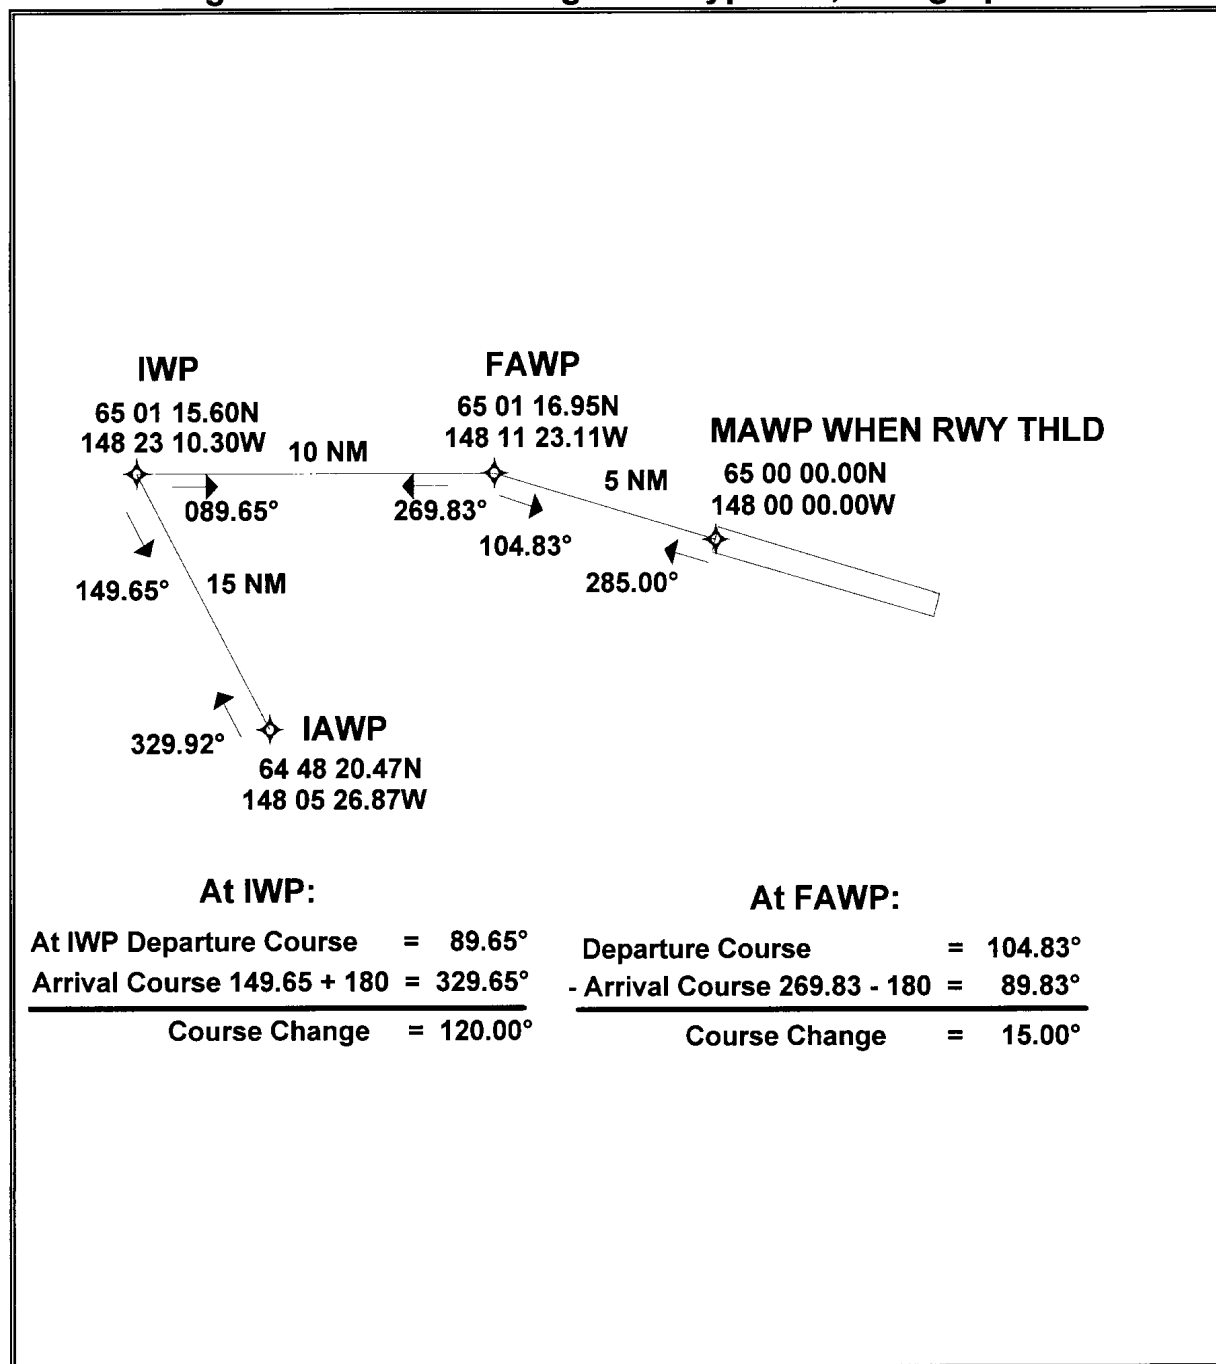 IWP
65 01 15.60N
148 23 10.30W
10 NM
089.65°
269.83°
FAWP
65 01 16.95N
148 11 23.11W
5 NM
104.83°
MAWP WHEN RWY THLD
65 00 00.00N
148 00 00.00W
285.00°
149.65°
15 NM
329.92°
IAWP
64 48 20.47N
148 05 26.87W
At IWP:
At IWP Departure Course = 89.65°
Arrival Course 149.65 + 180 = 329.65°
Course Change = 120.00°
At FAWP:
Departure Course = 104.83°
- Arrival Course 269.83 - 180 = 89.83°
Course Change = 15.00°